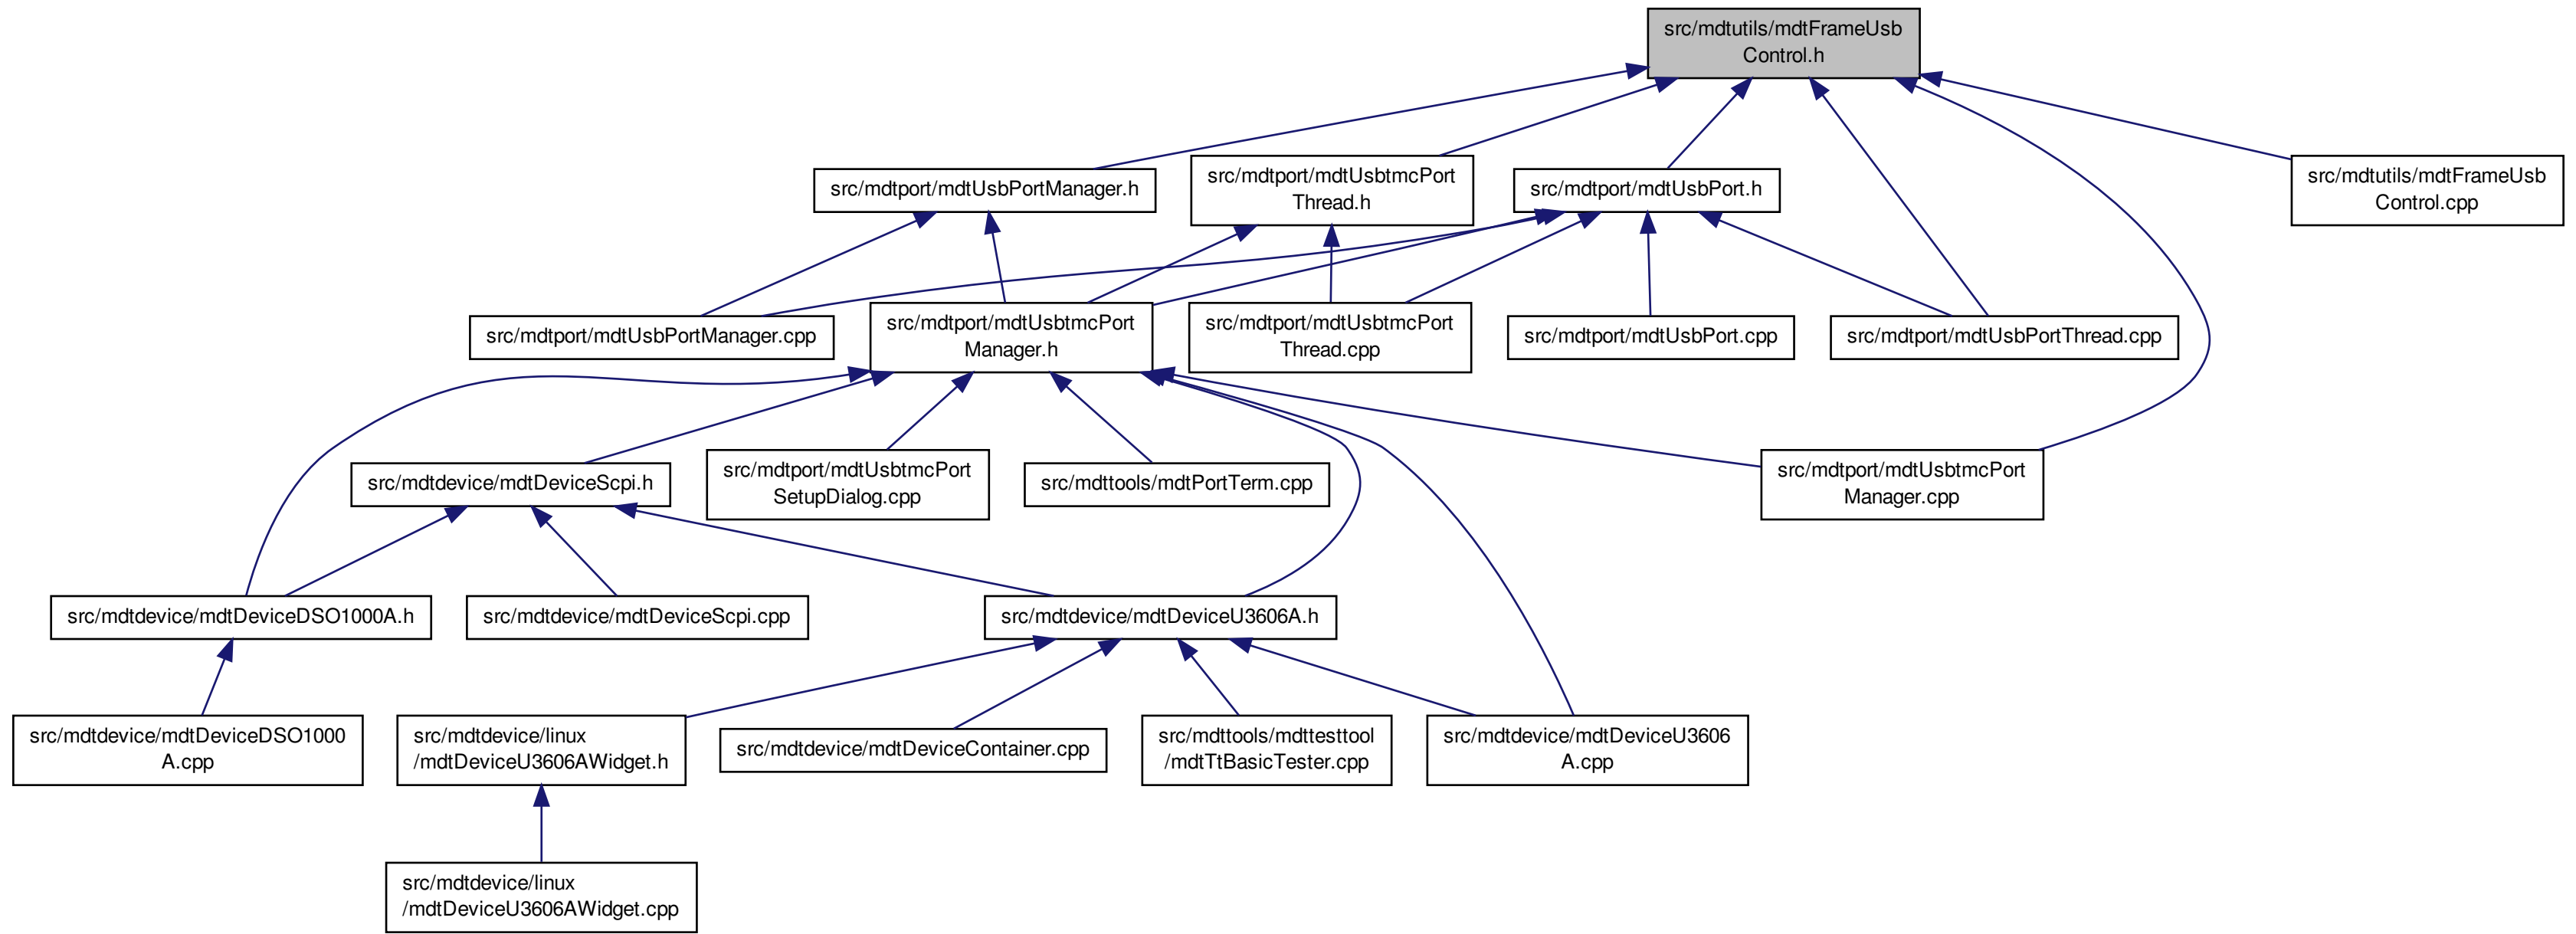 src/mdtutils/mdtFrameUsb
Control.h
src/mdtport/mdtUsbPortManager.h
src/mdtport/mdtUsbtmcPort
Thread.h
src/mdtport/mdtUsbPort.h
src/mdtutils/mdtFrameUsb
Control.cpp
src/mdtport/mdtUsbPortManager.cpp
src/mdtport/mdtUsbtmcPort
Manager.h
src/mdtport/mdtUsbtmcPort
Thread.cpp
src/mdtport/mdtUsbPort.cpp
src/mdtport/mdtUsbPortThread.cpp
src/mdtdevice/mdtDeviceScpi.h
src/mdtport/mdtUsbtmcPort
SetupDialog.cpp
src/mdttools/mdtPortTerm.cpp
src/mdtport/mdtUsbtmcPort
Manager.cpp
src/mdtdevice/mdtDeviceDSO1000A.h
src/mdtdevice/mdtDeviceScpi.cpp
src/mdtdevice/mdtDeviceU3606A.h
src/mdtdevice/mdtDeviceDSO1000
A.cpp
src/mdtdevice/linux
/mdtDeviceU3606AWidget.h
src/mdtdevice/mdtDeviceContainer.cpp
src/mdttools/mdttesttool
/mdtTtBasicTester.cpp
src/mdtdevice/mdtDeviceU3606
A.cpp
src/mdtdevice/linux
/mdtDeviceU3606AWidget.cpp